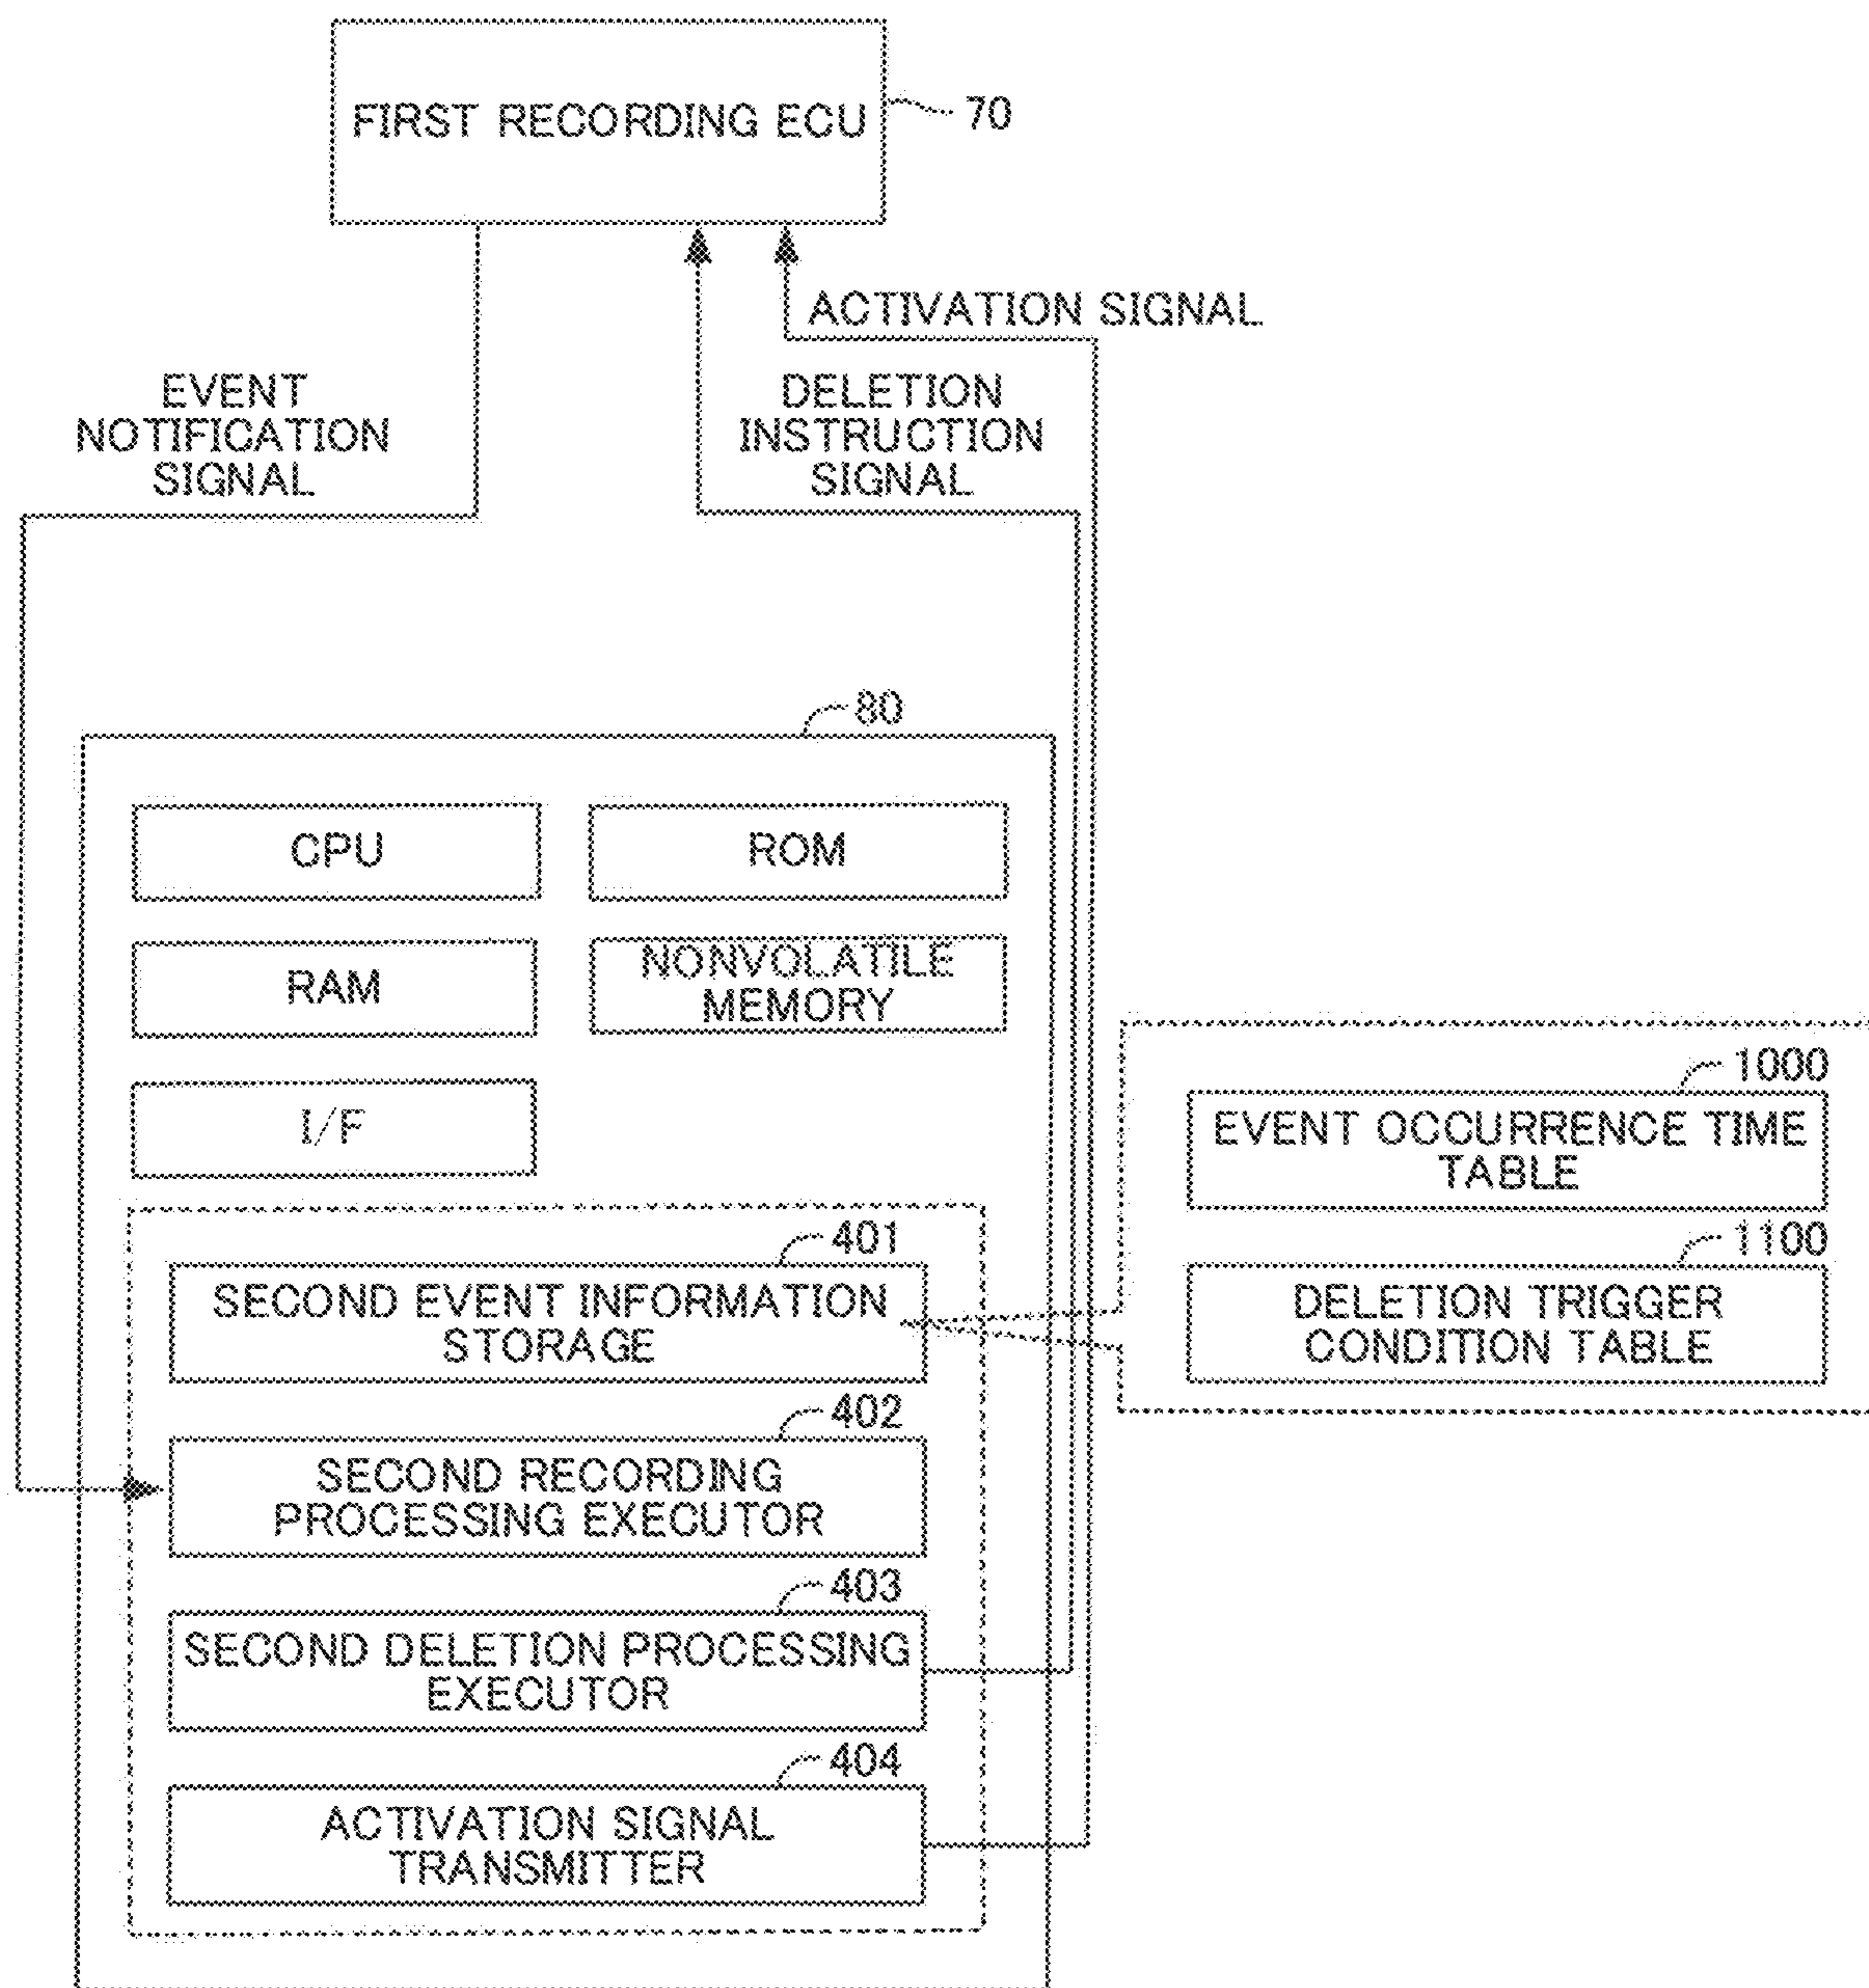 FIRST RECORDING ECU
70
ACTIVATION SIGNAL
EVENT
NOTIFICATION
SIGNAL
DELETION
INSTRUCTION
SIGNAL
80
CPU
ROM
RAM
NONVOLATILE
MEMORY
I/F
1000
EVENT OCCURRENCE TIME
TABLE
1100
DELETION TRIGGER
CONDITION TABLE
401
SECOND EVENT INFORMATION
STORAGE
402
SECOND RECORDING
PROCESSING EXECUTOR
403
SECOND DELETION PROCESSING
EXECUTOR
404
ACTIVATION SIGNAL
TRANSMITTER